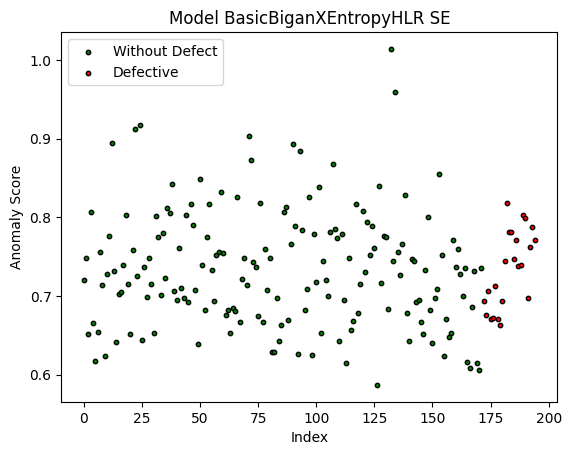 Model BasicBiganXEntropyHLR SE
Without Defect
Defective
Anomaly Score
1.0
0.9
0.8
0.7
0.6
0 25 50 75 100 125 150 175 200
Index